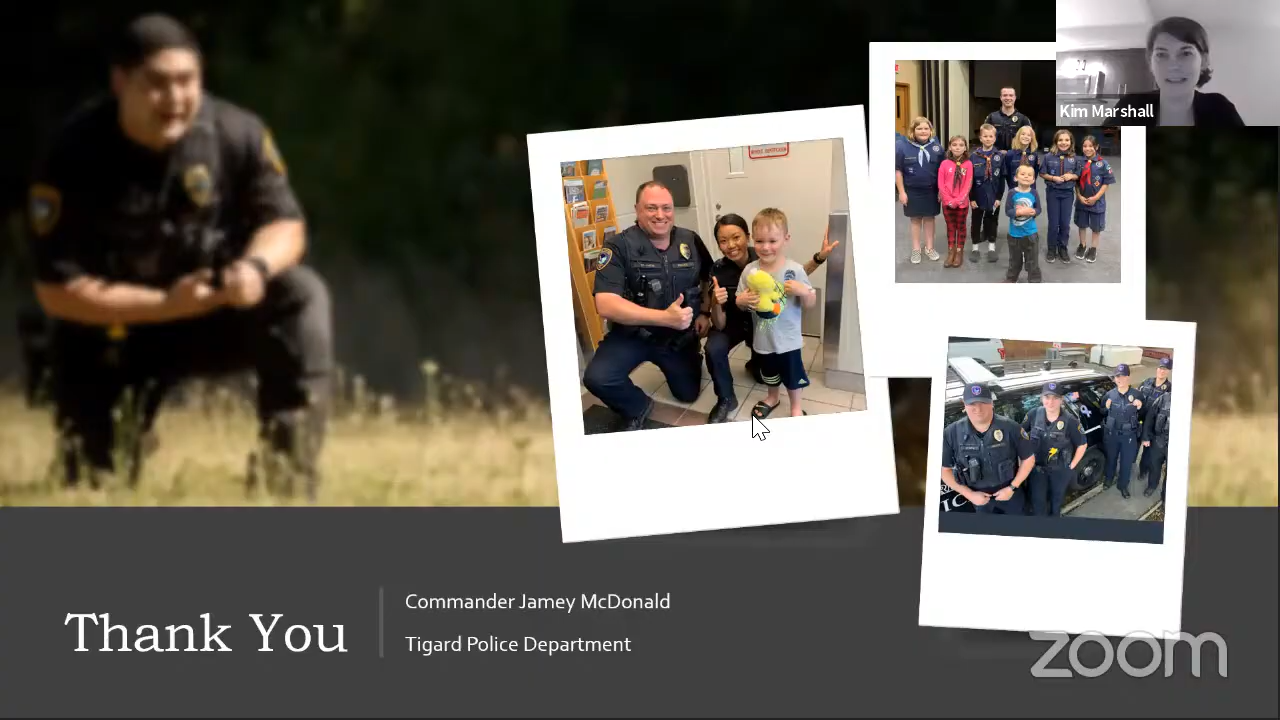 Kim Marshall
Thank You
Commander Jamey McDonald
Tigard Police Department
zoom